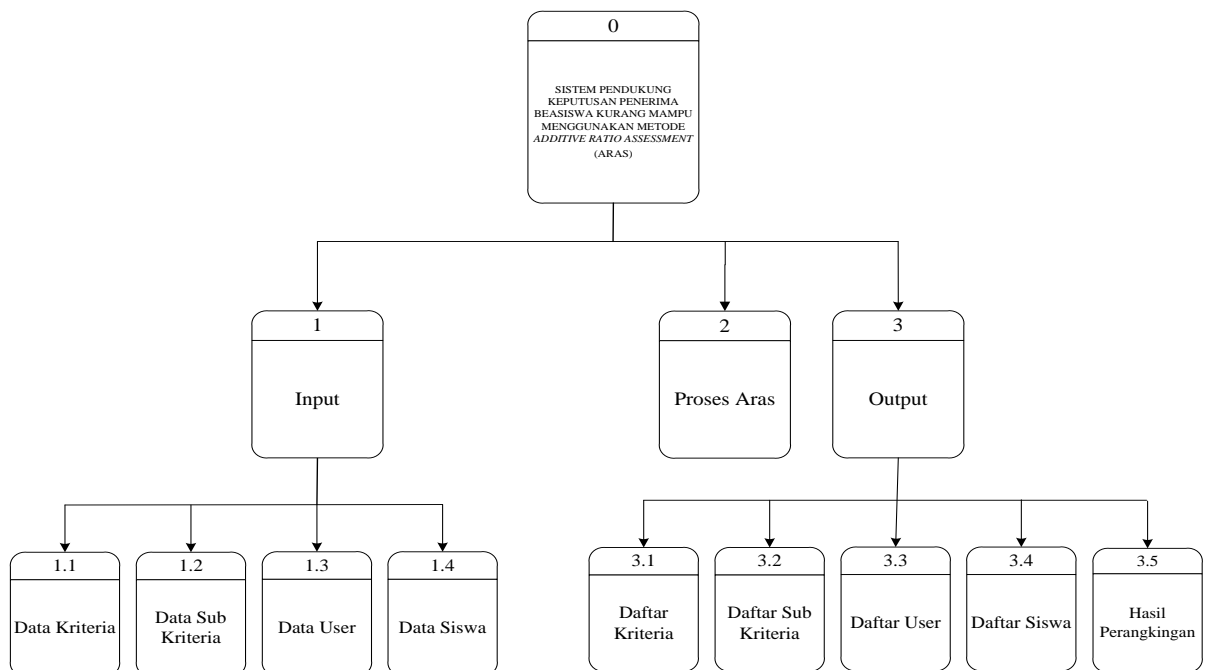 0
SISTEM PENDUKUNG
KEPUTUSAN PENERIMA
BEASISWA KURANG MAMPU
MENGGUNAKAN METODE
ADDITIVE RATIO ASSESSMENT
(ARAS)
1
Input
2
Proses Aras
3
Output
1.1
Data Kriteria
1.2
Data Sub
Kriteria
1.3
Data User
1.4
Data Siswa
3.1
Daftar
Kriteria
3.2
Daftar Sub
Kriteria
3.3
Daftar User
3.4
Daftar Siswa
3.5
Hasil
Perangkingan